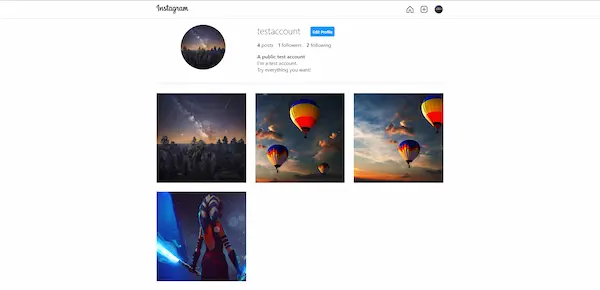 Instagram
testaccount Edit Profile
4 posts 1 followers 2 following
A public test account
I'm a test account.
Try everything you want!